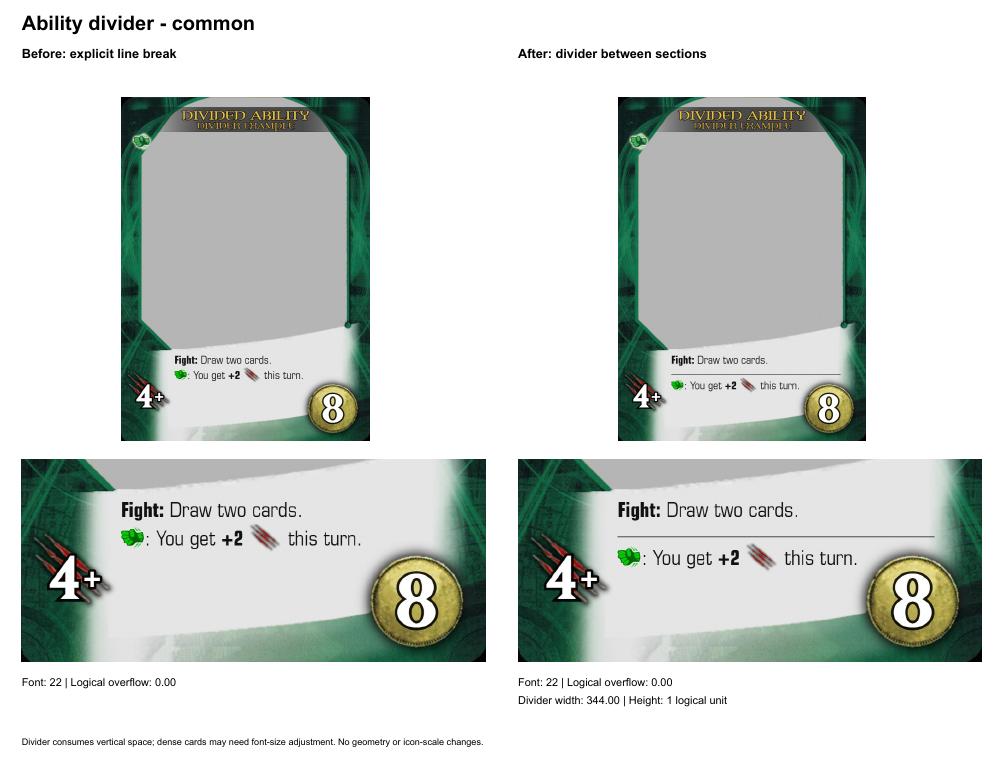 Ability divider - common
Before: explicit line break
After: divider between sections
DIVIDED ABILITY
DIVIDER EXAMPLE
Fight: Draw two cards.
: You get +2 this turn.
4+
8
DIVIDED ABILITY
DIVIDER EXAMPLE
Fight: Draw two cards.
: You get +2 this turn.
4+
8
Fight: Draw two cards.
: You get +2 this turn.
4+
8
Fight: Draw two cards.
: You get +2 this turn.
4+
8
Font: 22 | Logical overflow: 0.00
Font: 22 | Logical overflow: 0.00
Divider width: 344.00 | Height: 1 logical unit
Divider consumes vertical space; dense cards may need font-size adjustment. No geometry or icon-scale changes.